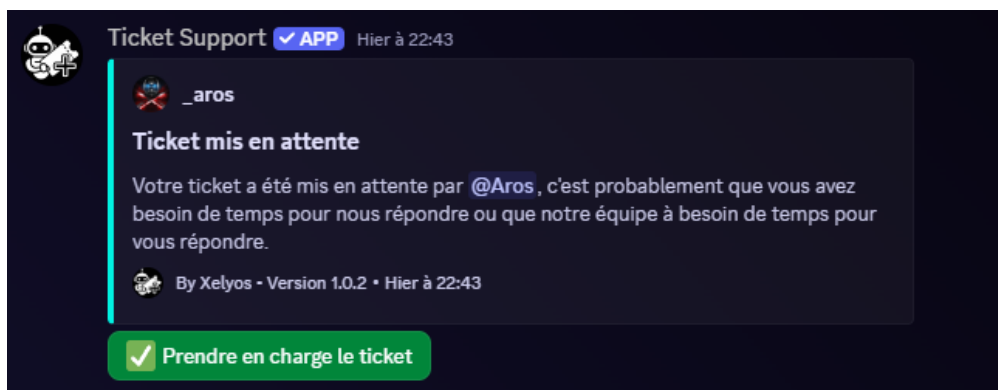 Ticket Support ✓ APP Hier à 22:43
_aros
Ticket mis en attente
Votre ticket a été mis en attente par @Aros, c'est probablement que vous avez
besoin de temps pour nous répondre ou que notre équipe à besoin de temps pour
vous répondre.
By Xelyos - Version 1.0.2 • Hier à 22:43
✅ Prendre en charge le ticket